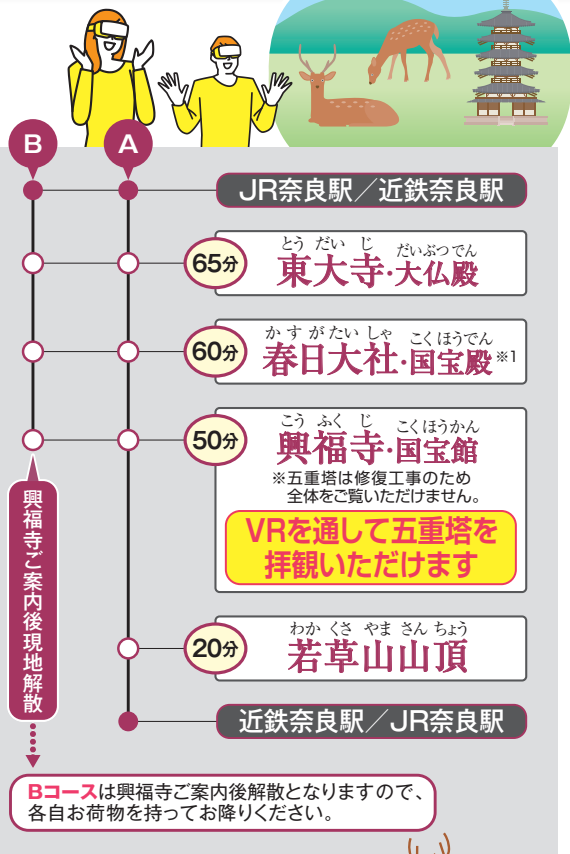 B
A
JR奈良駅／近鉄奈良駅
65分
とうだいじ だいぶつでん
東大寺・大仏殿
60分
かすがたいしゃ こくほうでん
春日大社・国宝殿※1
50分
こうふくじ こくほうかん
興福寺・国宝館
※五重塔は修復工事のため
全体をご覧いただけません。
VRを通して五重塔を
拝観いただけます
興福寺ご案内後現地解散
20分
わかくさやまさんちょう
若草山山頂
近鉄奈良駅／JR奈良駅
Bコースは興福寺ご案内後解散となりますので、
各自お荷物を持ってお降りください。